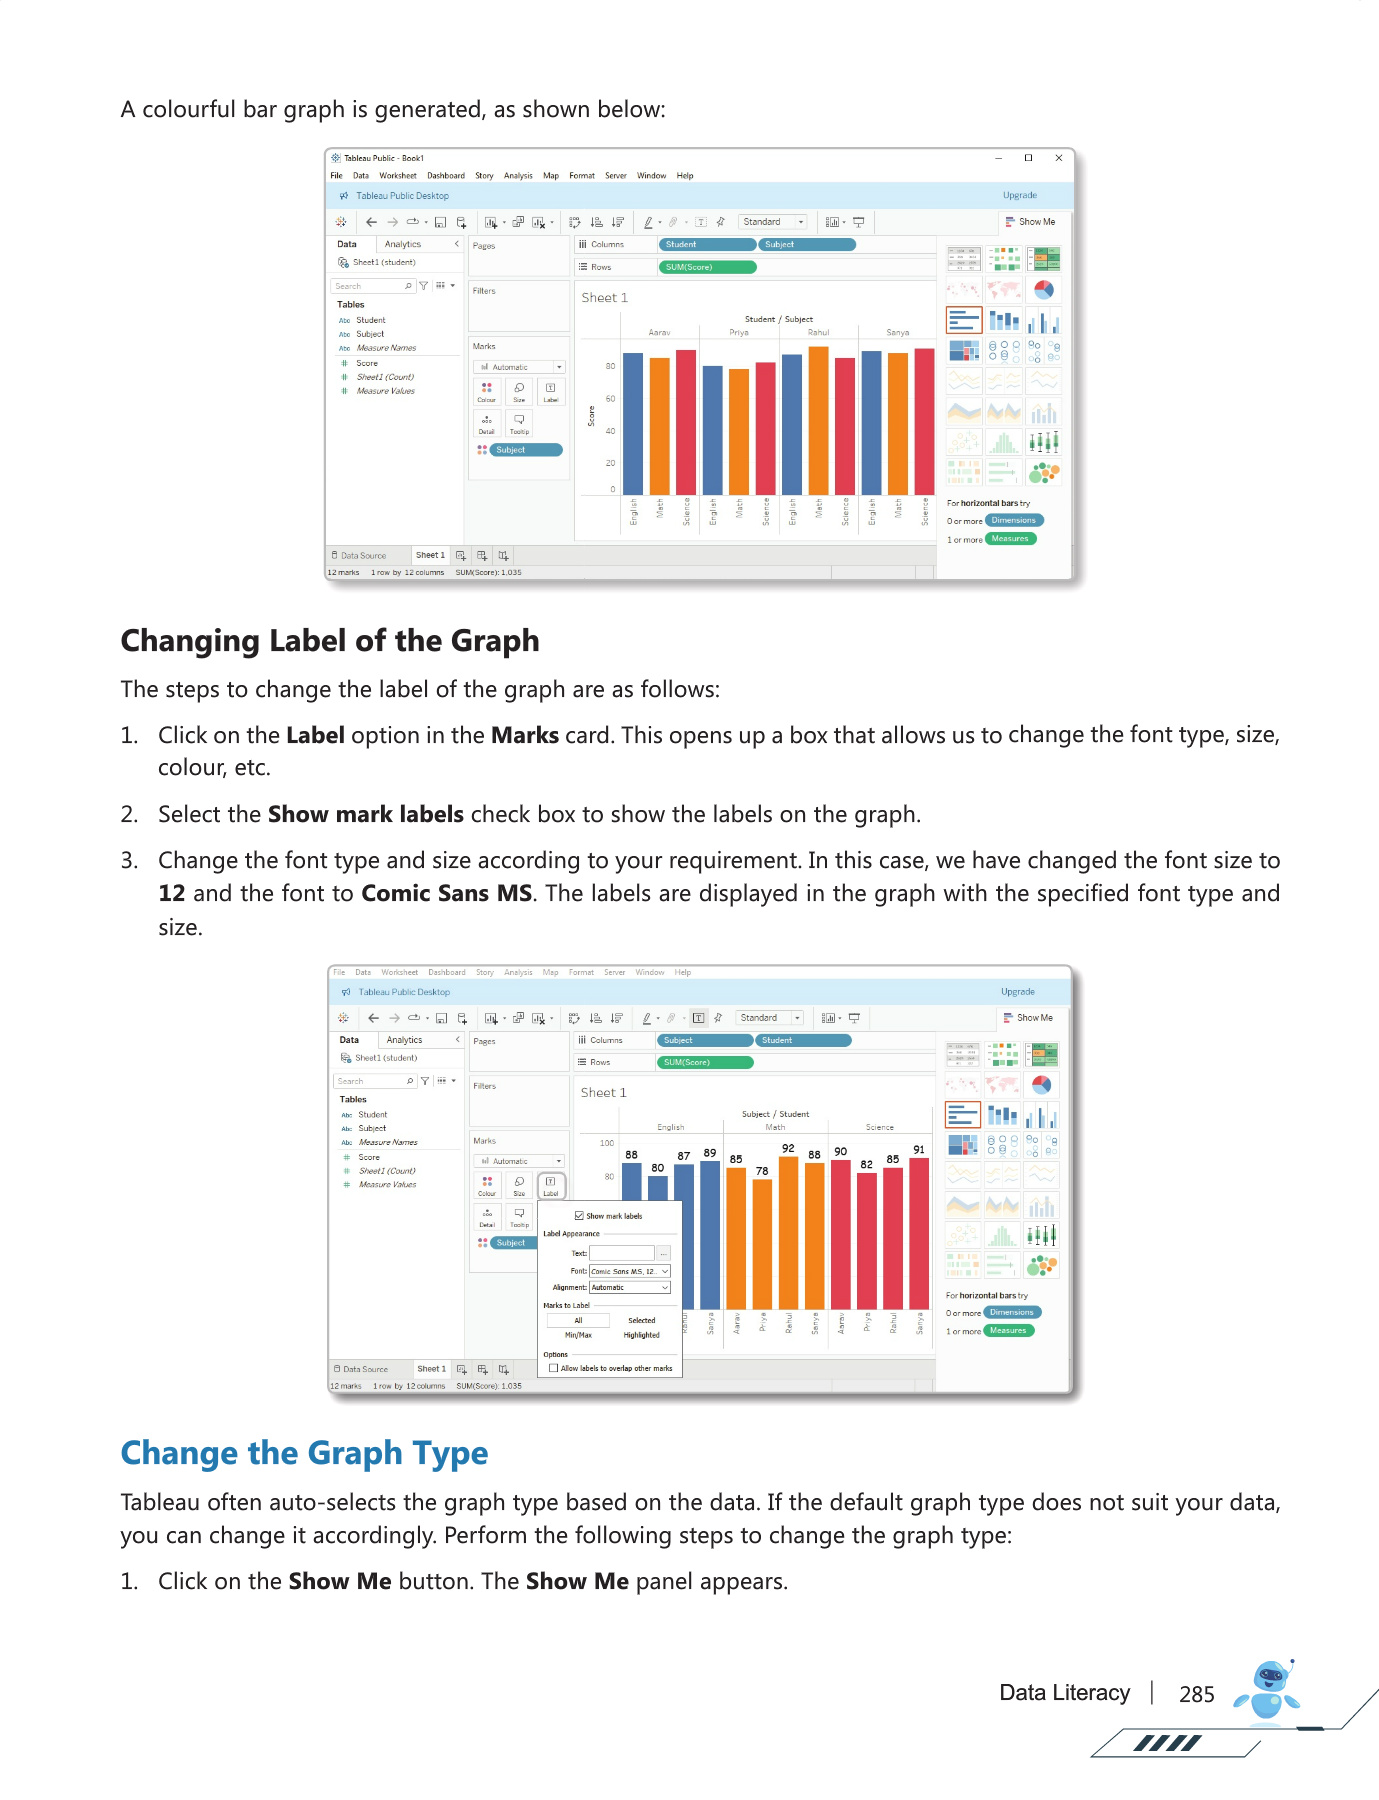 A colourful bar graph is generated, as shown below:
Tableau Public - Book1
File Data Worksheet Dashboard Story Analysis Map Format Server Window Help
Tableau Public Desktop Upgrade
Standard Show Me
Data Analytics Pages Columns Student Subject
Sheet1 (student) Rows SUM(Score)
Search Filters Sheet 1
Tables
Abc Student Student / Subject
Abc Subject Aarav Priya Rahul Sanya
Abc Measure Names Marks
# Score Automatic 80
# Sheet1 (Count)
# Measure Values Colour Size Label 60
Score
Detail Tooltip 40
Subject 20
0
English Math Science English Math Science English Math Science English Math Science
For horizontal bars try
0 or more Dimensions
1 or more Measures
Data Source Sheet 1
12 marks 1 row by 12 columns SUM(Score): 1,035
Changing Label of the Graph
The steps to change the label of the graph are as follows:
1. Click on the Label option in the Marks card. This opens up a box that allows us to change the font type, size,
colour, etc.
2. Select the Show mark labels check box to show the labels on the graph.
3. Change the font type and size according to your requirement. In this case, we have changed the font size to
12 and the font to Comic Sans MS. The labels are displayed in the graph with the specified font type and
size.
File Data Worksheet Dashboard Story Analysis Map Format Server Window Help
Tableau Public Desktop Upgrade
Standard Show Me
Data Analytics Pages Columns Subject Student
Sheet1 (student) Rows SUM(Score)
Search Filters Sheet 1
Tables
Abc Student Subject / Student
Abc Subject English Math Science
Abc Measure Names Marks 100
# Score Automatic 88 80 87 89 85 78 92 88 90 82 85 91
# Sheet1 (Count) 80
# Measure Values Colour Size Label
Detail Tooltip
Subject
Show mark labels
Label Appearance
Text: ...
Font: Comic Sans MS, 12..
Alignment: Automatic
Marks to Label
All Selected
Min/Max Highlighted
Options
Allow labels to overlap other marks
Rahul Sanya Aarav Priya Rahul Sanya Aarav Priya Rahul Sanya
For horizontal bars try
0 or more Dimensions
1 or more Measures
Data Source Sheet 1
12 marks 1 row by 12 columns SUM(Score): 1,035
Change the Graph Type
Tableau often auto-selects the graph type based on the data. If the default graph type does not suit your data,
you can change it accordingly. Perform the following steps to change the graph type:
1. Click on the Show Me button. The Show Me panel appears.
Data Literacy | 285